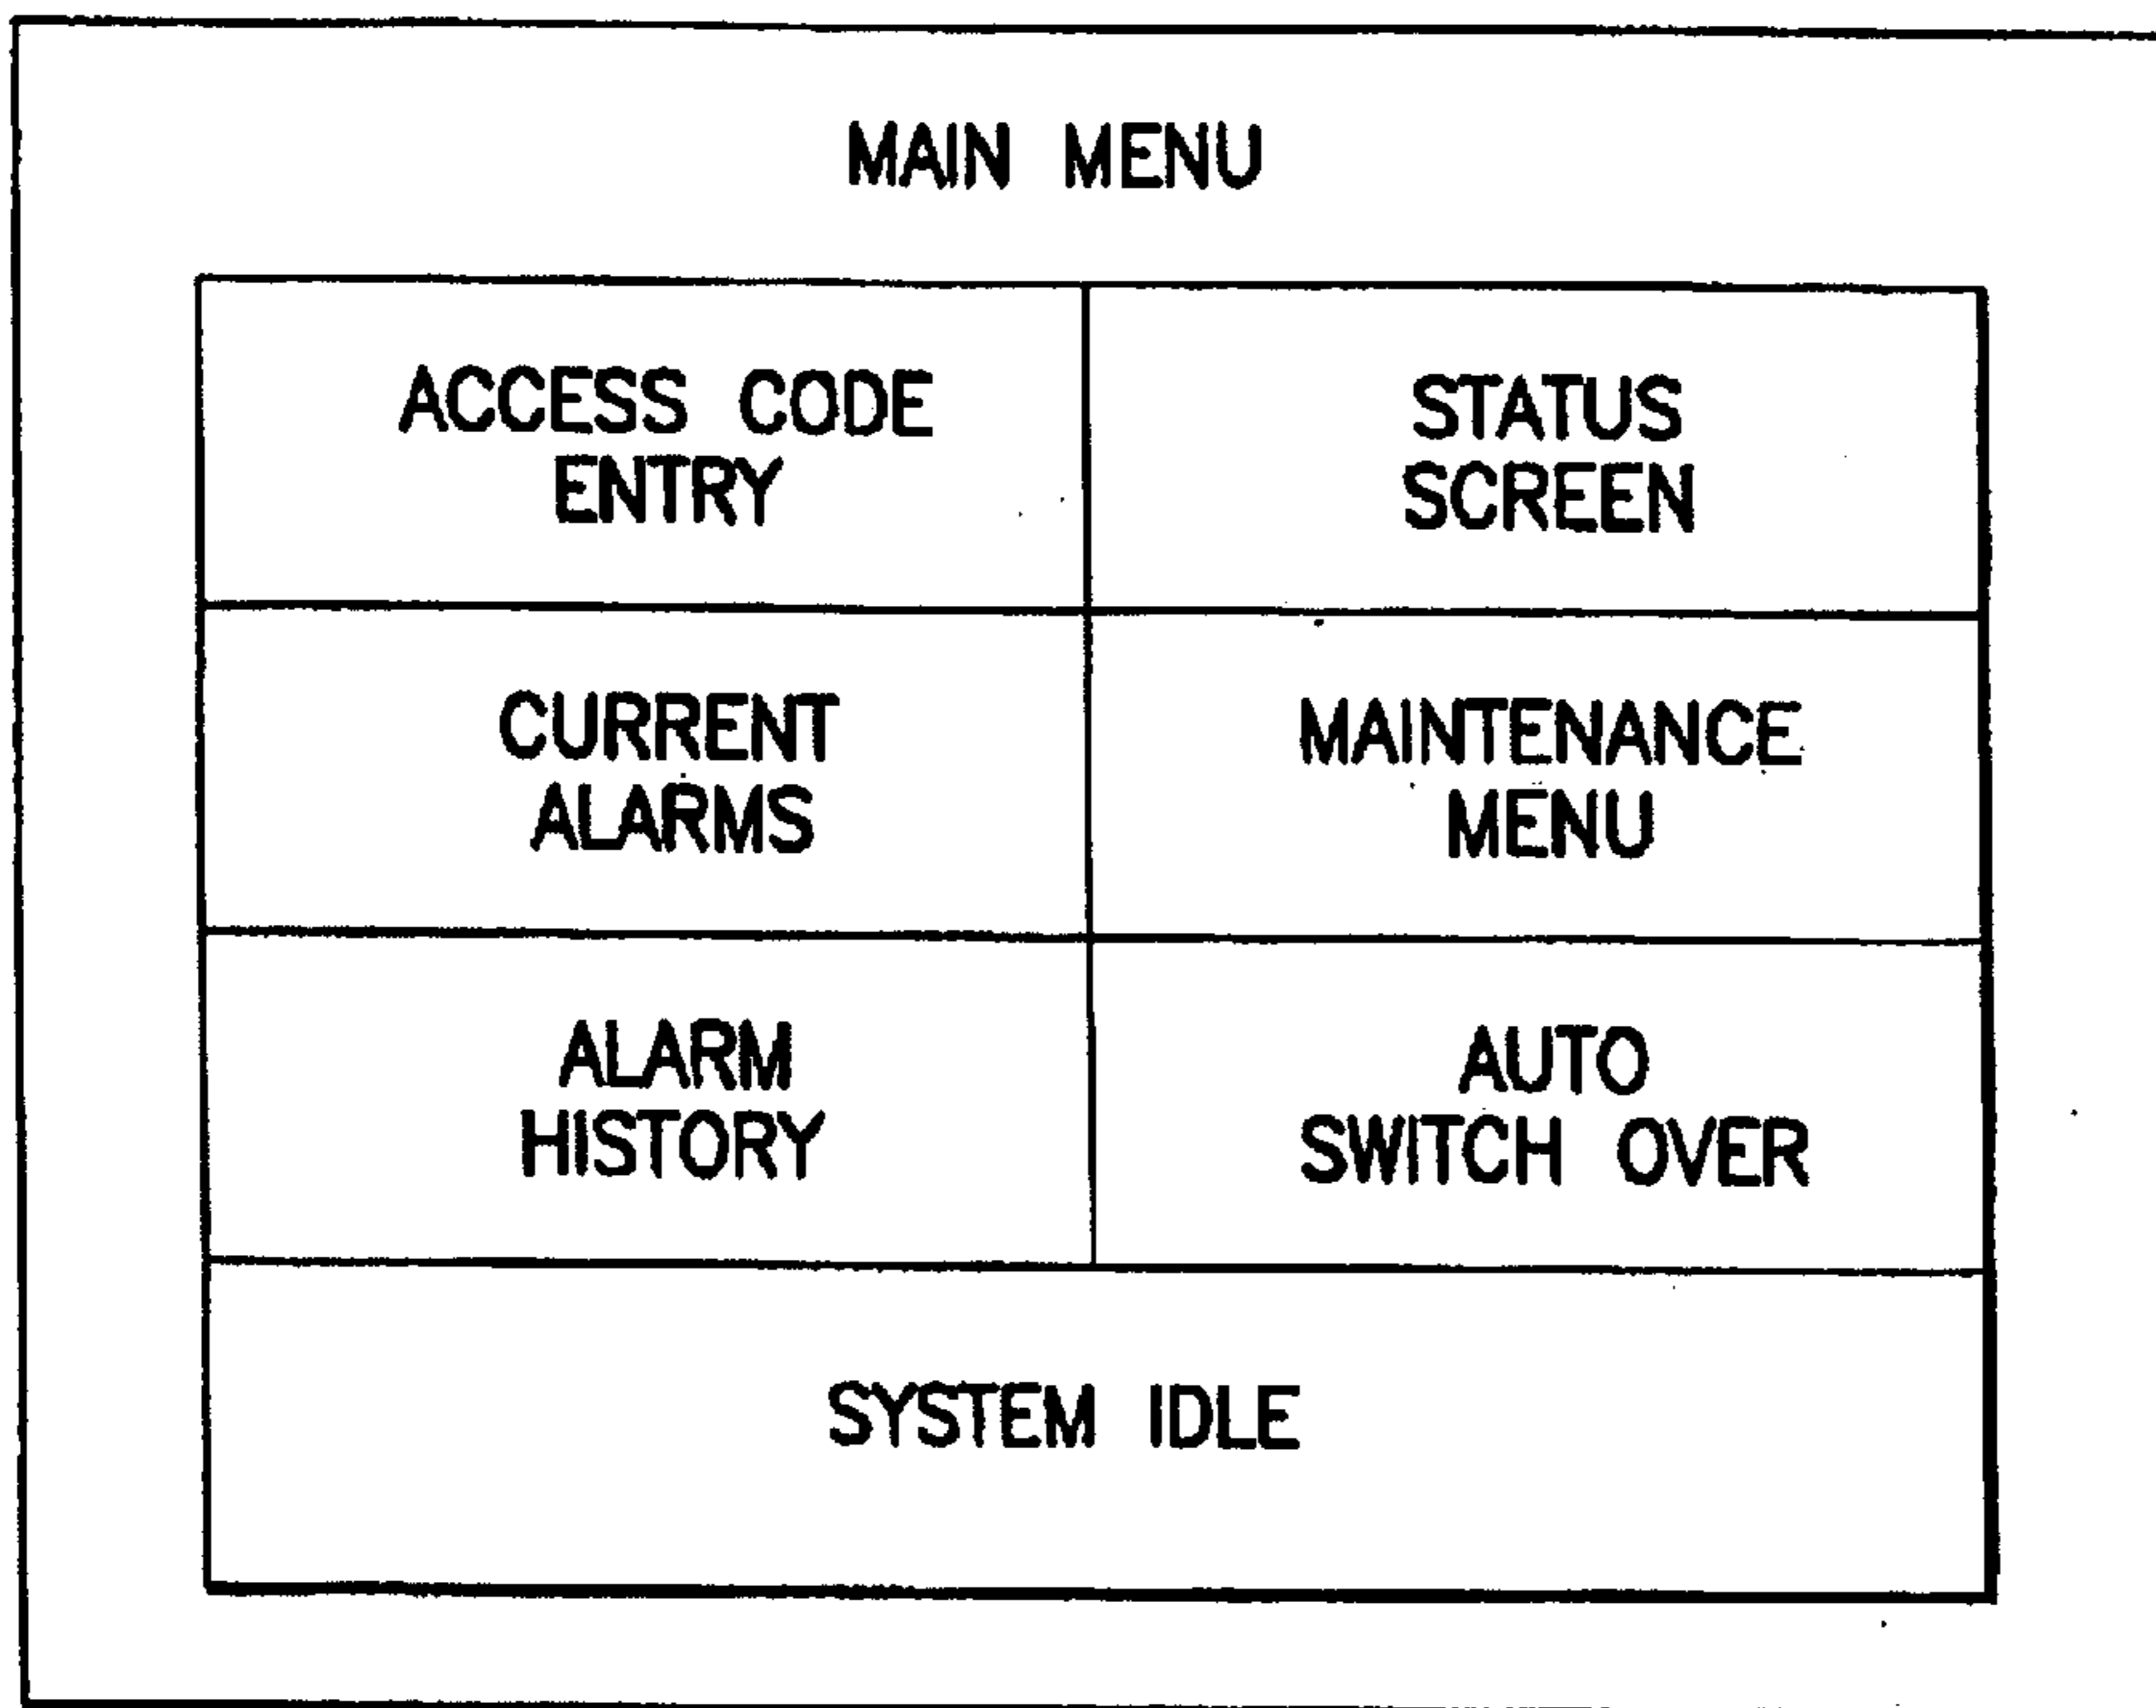 MAIN MENU
ACCESS CODE
ENTRY
STATUS
SCREEN
CURRENT
ALARMS
MAINTENANCE
MENU
ALARM
HISTORY
AUTO
SWITCH OVER
SYSTEM IDLE